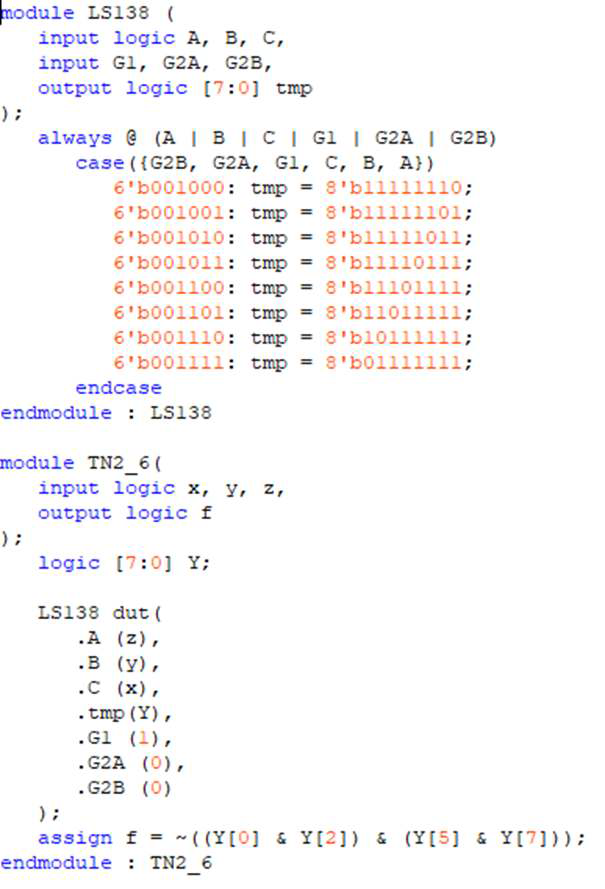 module LS138 (
input logic A, B, C,
input G1, G2A, G2B,
output logic [7:0] tmp
);
always @ (A | B | C | G1 | G2A | G2B)
case({G2B, G2A, G1, C, B, A})
6'b001000: tmp = 8'b11111110;
6'b001001: tmp = 8'b11111101;
6'b001010: tmp = 8'b11111011;
6'b001011: tmp = 8'b11110111;
6'b001100: tmp = 8'b11101111;
6'b001101: tmp = 8'b11011111;
6'b001110: tmp = 8'b10111111;
6'b001111: tmp = 8'b01111111;
endcase
endmodule : LS138
module TN2_6(
input logic x, y, z,
output logic f
);
logic [7:0] Y;
LS138 dut(
.A (z),
.B (y),
.C (x),
.tmp(Y),
.G1 (1),
.G2A (0),
.G2B (0)
);
assign f = ~((Y[0] & Y[2]) & (Y[5] & Y[7]));
endmodule : TN2_6